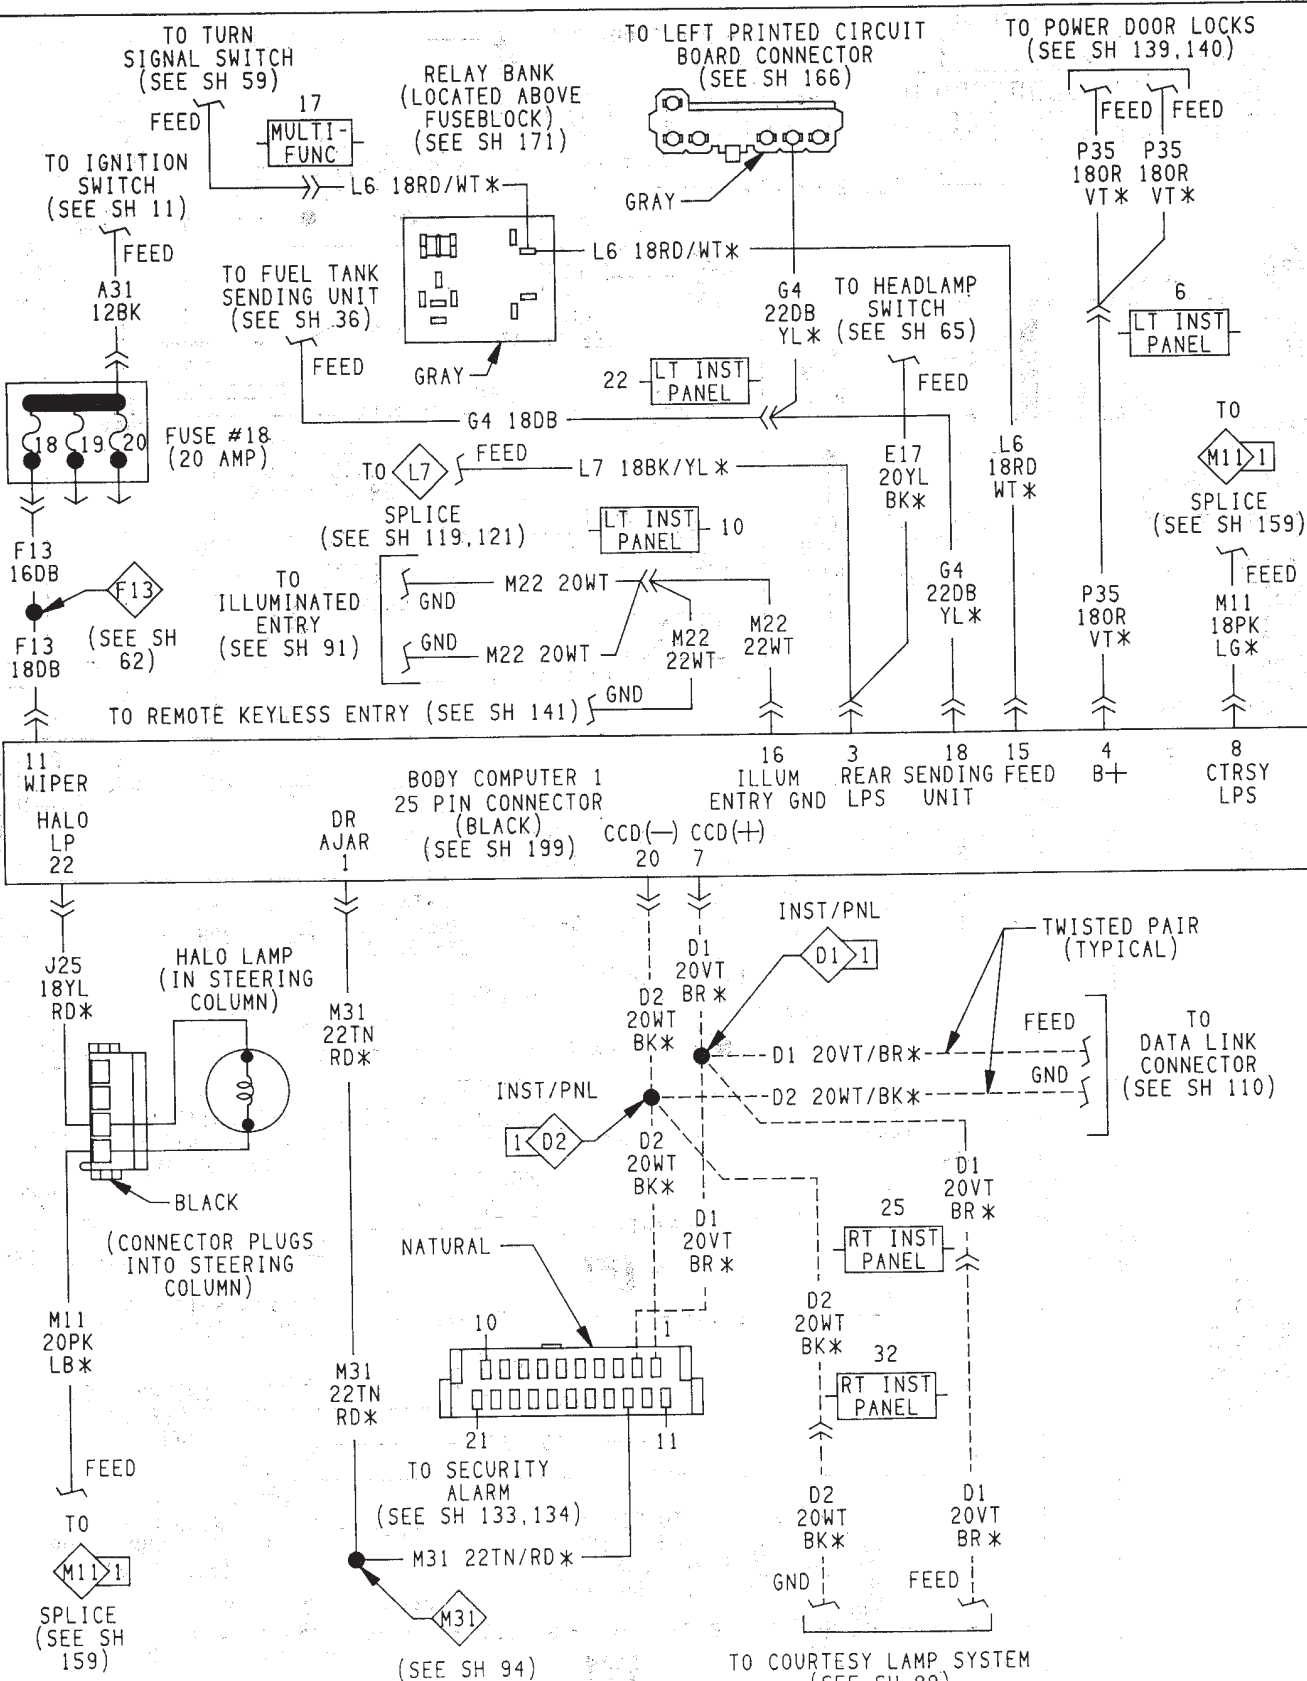 TO TURN
SIGNAL SWITCH
(SEE SH 59)
FEED
17
MULTI-
FUNC
RELAY BANK
(LOCATED ABOVE
FUSEBLOCK)
(SEE SH 171)
TO LEFT PRINTED CIRCUIT
BOARD CONNECTOR
(SEE SH 166)
GRAY
TO POWER DOOR LOCKS
(SEE SH 139,140)
FEED
FEED
P35
18OR
VT*
P35
18OR
VT*
TO IGNITION
SWITCH
(SEE SH 11)
FEED
A31
12BK
L6 18RD/WT*
L6 18RD/WT*
TO FUEL TANK
SENDING UNIT
(SEE SH 36)
FEED
GRAY
G4
22DB
YL*
TO HEADLAMP
SWITCH
(SEE SH 65)
FEED
6
LT INST
PANEL
22
LT INST
PANEL
18
19
20
FUSE #18
(20 AMP)
G4 18DB
TO
L7
FEED
L7 18BK/YL*
SPLICE
(SEE SH 119,121)
E17
20YL
BK*
L6
18RD
WT*
TO
M11
1
SPLICE
(SEE SH 159)
FEED
M11
18PK
LG*
LT INST
PANEL
10
F13
16DB
F13
(SEE SH
62)
F13
18DB
TO
ILLUMINATED
ENTRY
(SEE SH 91)
M22 20WT
GND
GND
M22 20WT
M22
22WT
M22
22WT
G4
22DB
YL*
P35
18OR
VT*
TO REMOTE KEYLESS ENTRY (SEE SH 141)
GND
11
WIPER
HALO
LP
22
DR
AJAR
1
BODY COMPUTER 1
25 PIN CONNECTOR
(BLACK)
(SEE SH 199)
16
ILLUM
ENTRY GND
3
REAR
LPS
18
SENDING
UNIT
15
FEED
4
B+
8
CTRSY
LPS
CCD(-)
20
CCD(+)
7
J25
18YL
RD*
HALO LAMP
(IN STEERING
COLUMN)
M31
22TN
RD*
D2
20WT
BK*
D1
20VT
BR*
INST/PNL
D1
1
TWISTED PAIR
(TYPICAL)
D1 20VT/BR*
FEED
D2 20WT/BK*
GND
TO
DATA LINK
CONNECTOR
(SEE SH 110)
INST/PNL
1
D2
D2
20WT
BK*
D1
20VT
BR*
D1
20VT
BR*
BLACK
(CONNECTOR PLUGS
INTO STEERING
COLUMN)
NATURAL
25
RT INST
PANEL
M11
20PK
LB*
FEED
M31
22TN
RD*
10
1
21
11
D2
20WT
BK*
32
RT INST
PANEL
TO SECURITY
ALARM
(SEE SH 133,134)
D2
20WT
BK*
D1
20VT
BR*
TO
M11
1
SPLICE
(SEE SH
159)
M31 22TN/RD*
M31
(SEE SH 94)
GND
FEED
TO COURTESY LAMP SYSTEM